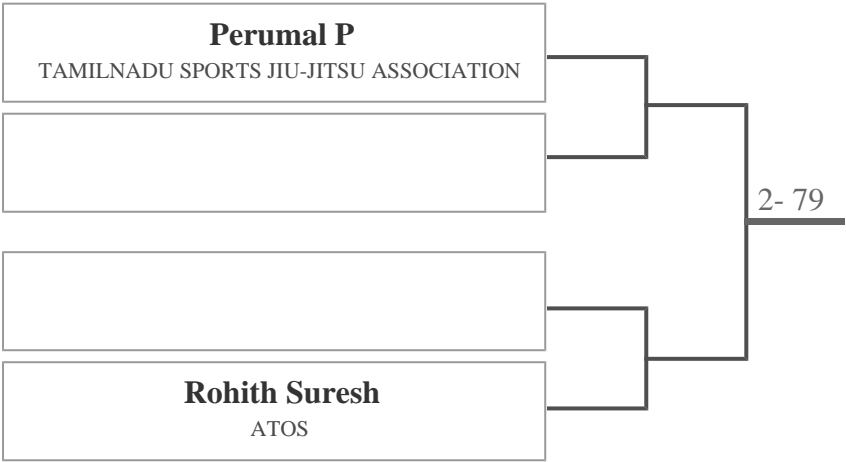 Perumal P
TAMILNADU SPORTS JIU-JITSU ASSOCIATION
2- 79
Rohith Suresh
ATOS